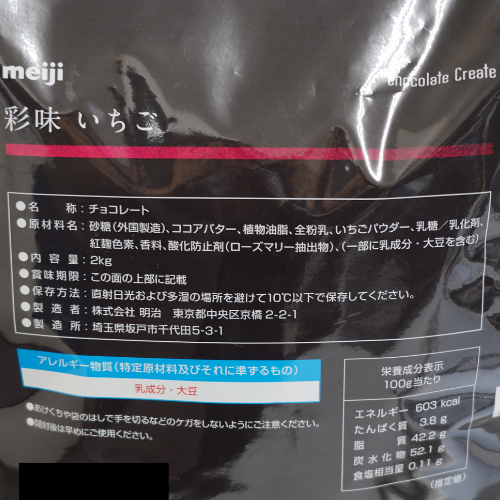 meiji
Chocolate Create
彩味 いちご
●名　　称：チョコレート
●原材料名：砂糖（外国製造）、ココアバター、植物油脂、全粉乳、いちごパウダー、乳糖／乳化剤、
紅麹色素、香料、酸化防止剤（ローズマリー抽出物）、（一部に乳成分・大豆を含む）
●内 容 量：2kg
●賞味期限：この面の上部に記載
●保存方法：直射日光および多湿の場所を避けて10℃以下で保存してください。
●製 造 者：株式会社 明治　東京都中央区京橋 2-2-1
●製 造 所：埼玉県坂戸市千代田5-3-1
アレルギー物質（特定原材料及びそれに準ずるもの）
乳成分・大豆
●あけくちや袋のはしで手を切るなどのケガをしないようにご注意ください。
●開封後は早めにご使用ください。
栄養成分表示
100g当たり
エネルギー 603 kcal
たんぱく質 3.8 g
脂　　質 42.2 g
炭水化物 52.1 g
食塩相当量 0.11 g
（推定値）